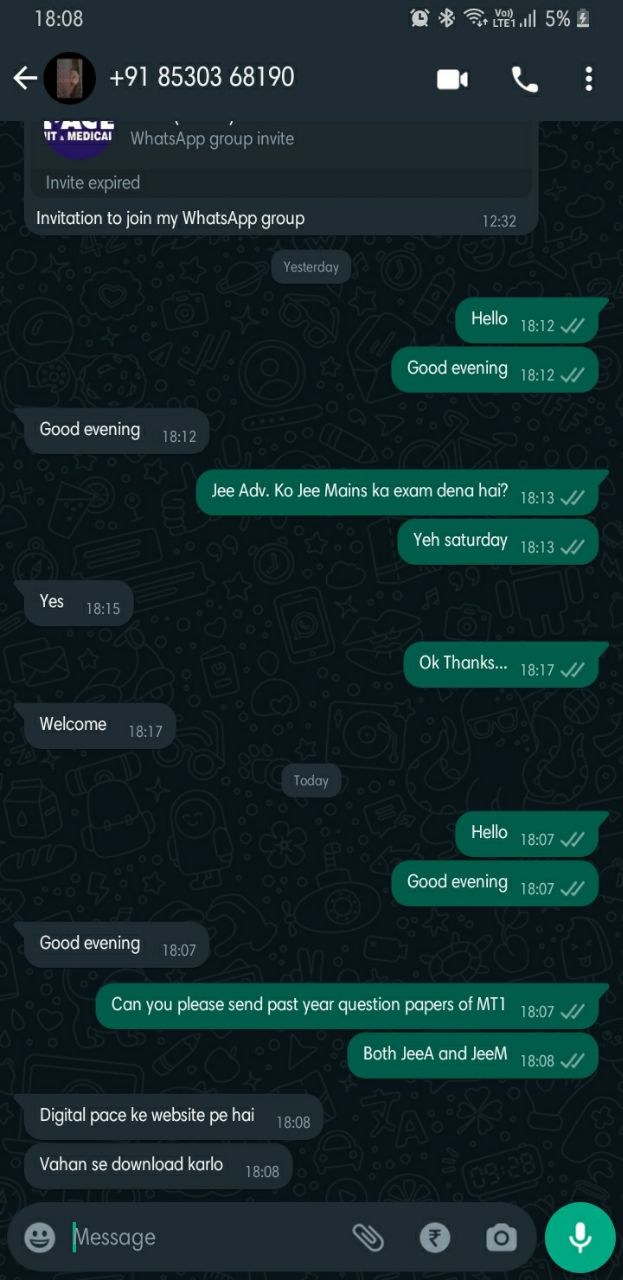 18:08
Vo)) LTE1 5%
+91 85303 68190
IIT & MEDICAL
WhatsApp group invite
Invite expired
Invitation to join my WhatsApp group 12:32
Yesterday
Hello 18:12
Good evening 18:12
Good evening 18:12
Jee Adv. Ko Jee Mains ka exam dena hai? 18:13
Yeh saturday 18:13
Yes 18:15
Ok Thanks... 18:17
Welcome 18:17
Today
Hello 18:07
Good evening 18:07
Good evening 18:07
Can you please send past year question papers of MT1 18:07
Both JeeA and JeeM 18:08
Digital pace ke website pe hai 18:08
Vahan se download karlo 18:08
Message